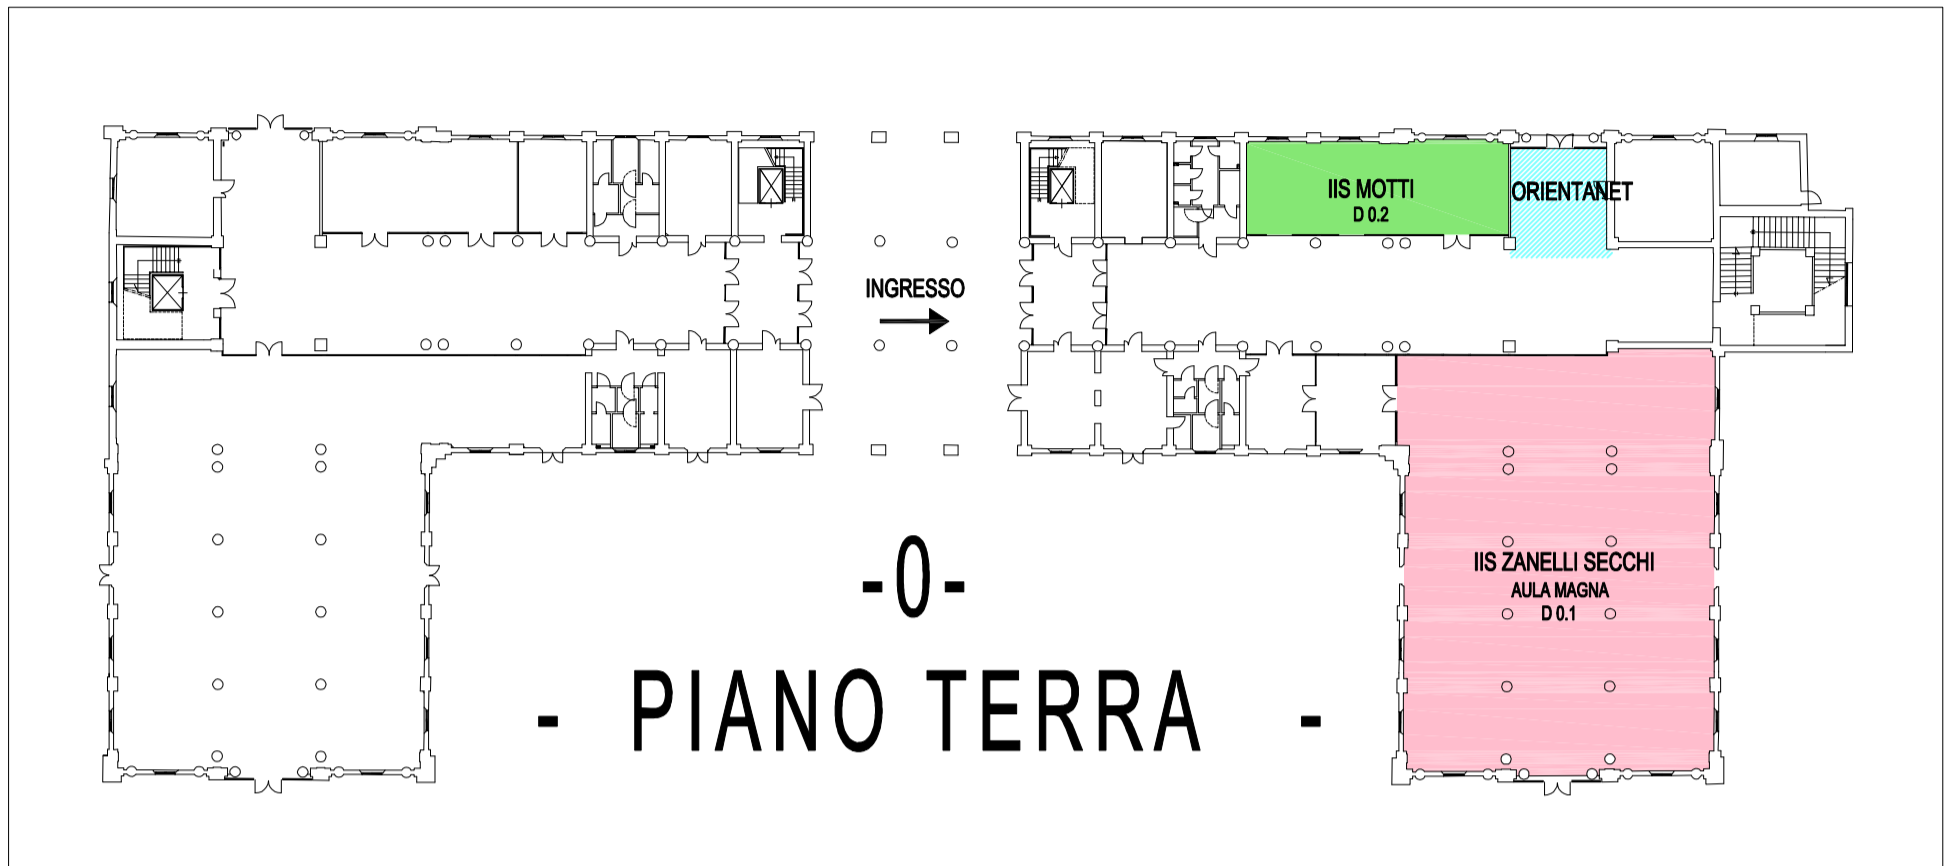 IIS MOTTI
D 0.2
ORIENTANET
INGRESSO
-0-
- PIANO TERRA -
IIS ZANELLI SECCHI
AULA MAGNA
D 0.1